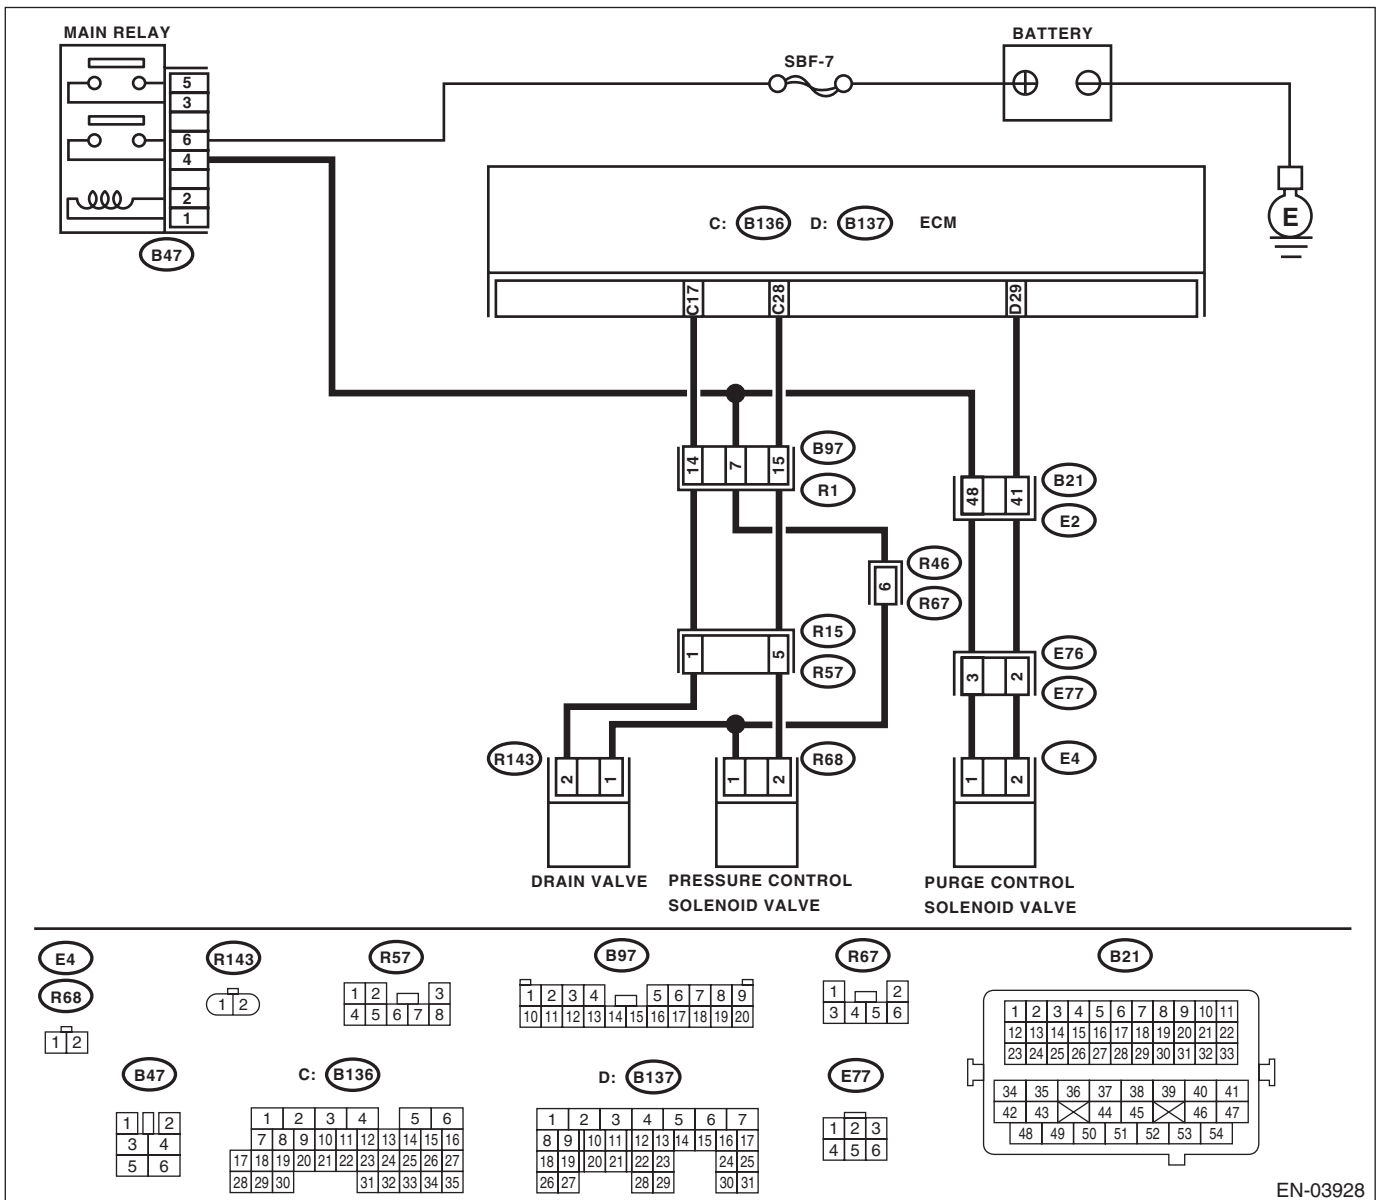 MAIN RELAY
BATTERY
SBF-7
5
3
6
4
2
1
B47
E
C: B136 D: B137 ECM
C17 C28 D29
14 7 15
B97
R1
48 41
B21
E2
6
R46
R67
1 5
R15
R57
3 2
E76
E77
R143
2 1
1 2
R68
1 2
E4
DRAIN VALVE
PRESSURE CONTROL
SOLENOID VALVE
PURGE CONTROL
SOLENOID VALVE
E4
R68
1 2
R143
1 2
R57
1 2 3
4 5 6 7 8
B97
1 2 3 4 5 6 7 8 9
10 11 12 13 14 15 16 17 18 19 20
R67
1 2
3 4 5 6
B21
1 2 3 4 5 6 7 8 9 10 11
12 13 14 15 16 17 18 19 20 21 22
23 24 25 26 27 28 29 30 31 32 33
34 35 36 37 38 39 40 41
42 43 44 45 46 47
48 49 50 51 52 53 54
B47
1 2
3 4
5 6
C: B136
1 2 3 4 5 6
7 8 9 10 11 12 13 14 15 16
17 18 19 20 21 22 23 24 25 26 27
28 29 30 31 32 33 34 35
D: B137
1 2 3 4 5 6 7
8 9 10 11 12 13 14 15 16 17
18 19 20 21 22 23 24 25
26 27 28 29 30 31
E77
1 2 3
4 5 6
EN-03928